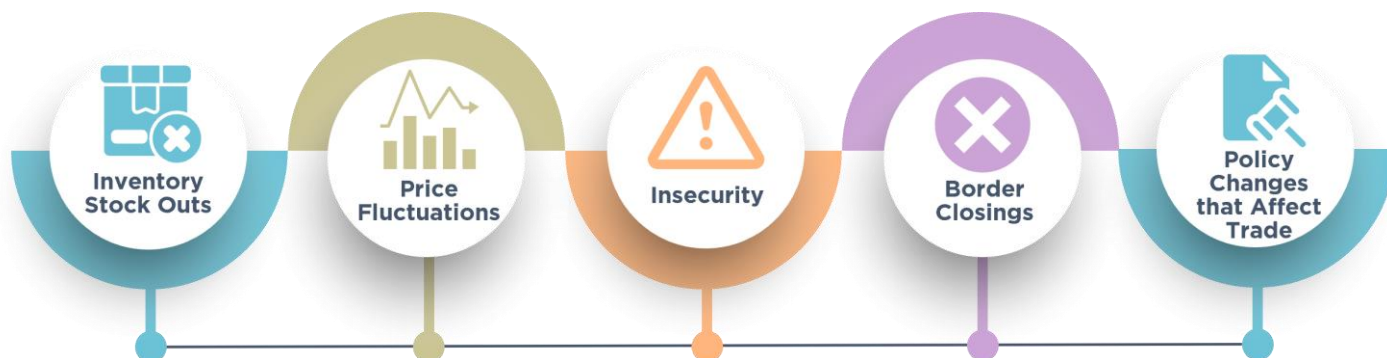 Inventory
Stock Outs
Price
Fluctuations
Insecurity
Border
Closings
Policy
Changes
that Affect
Trade